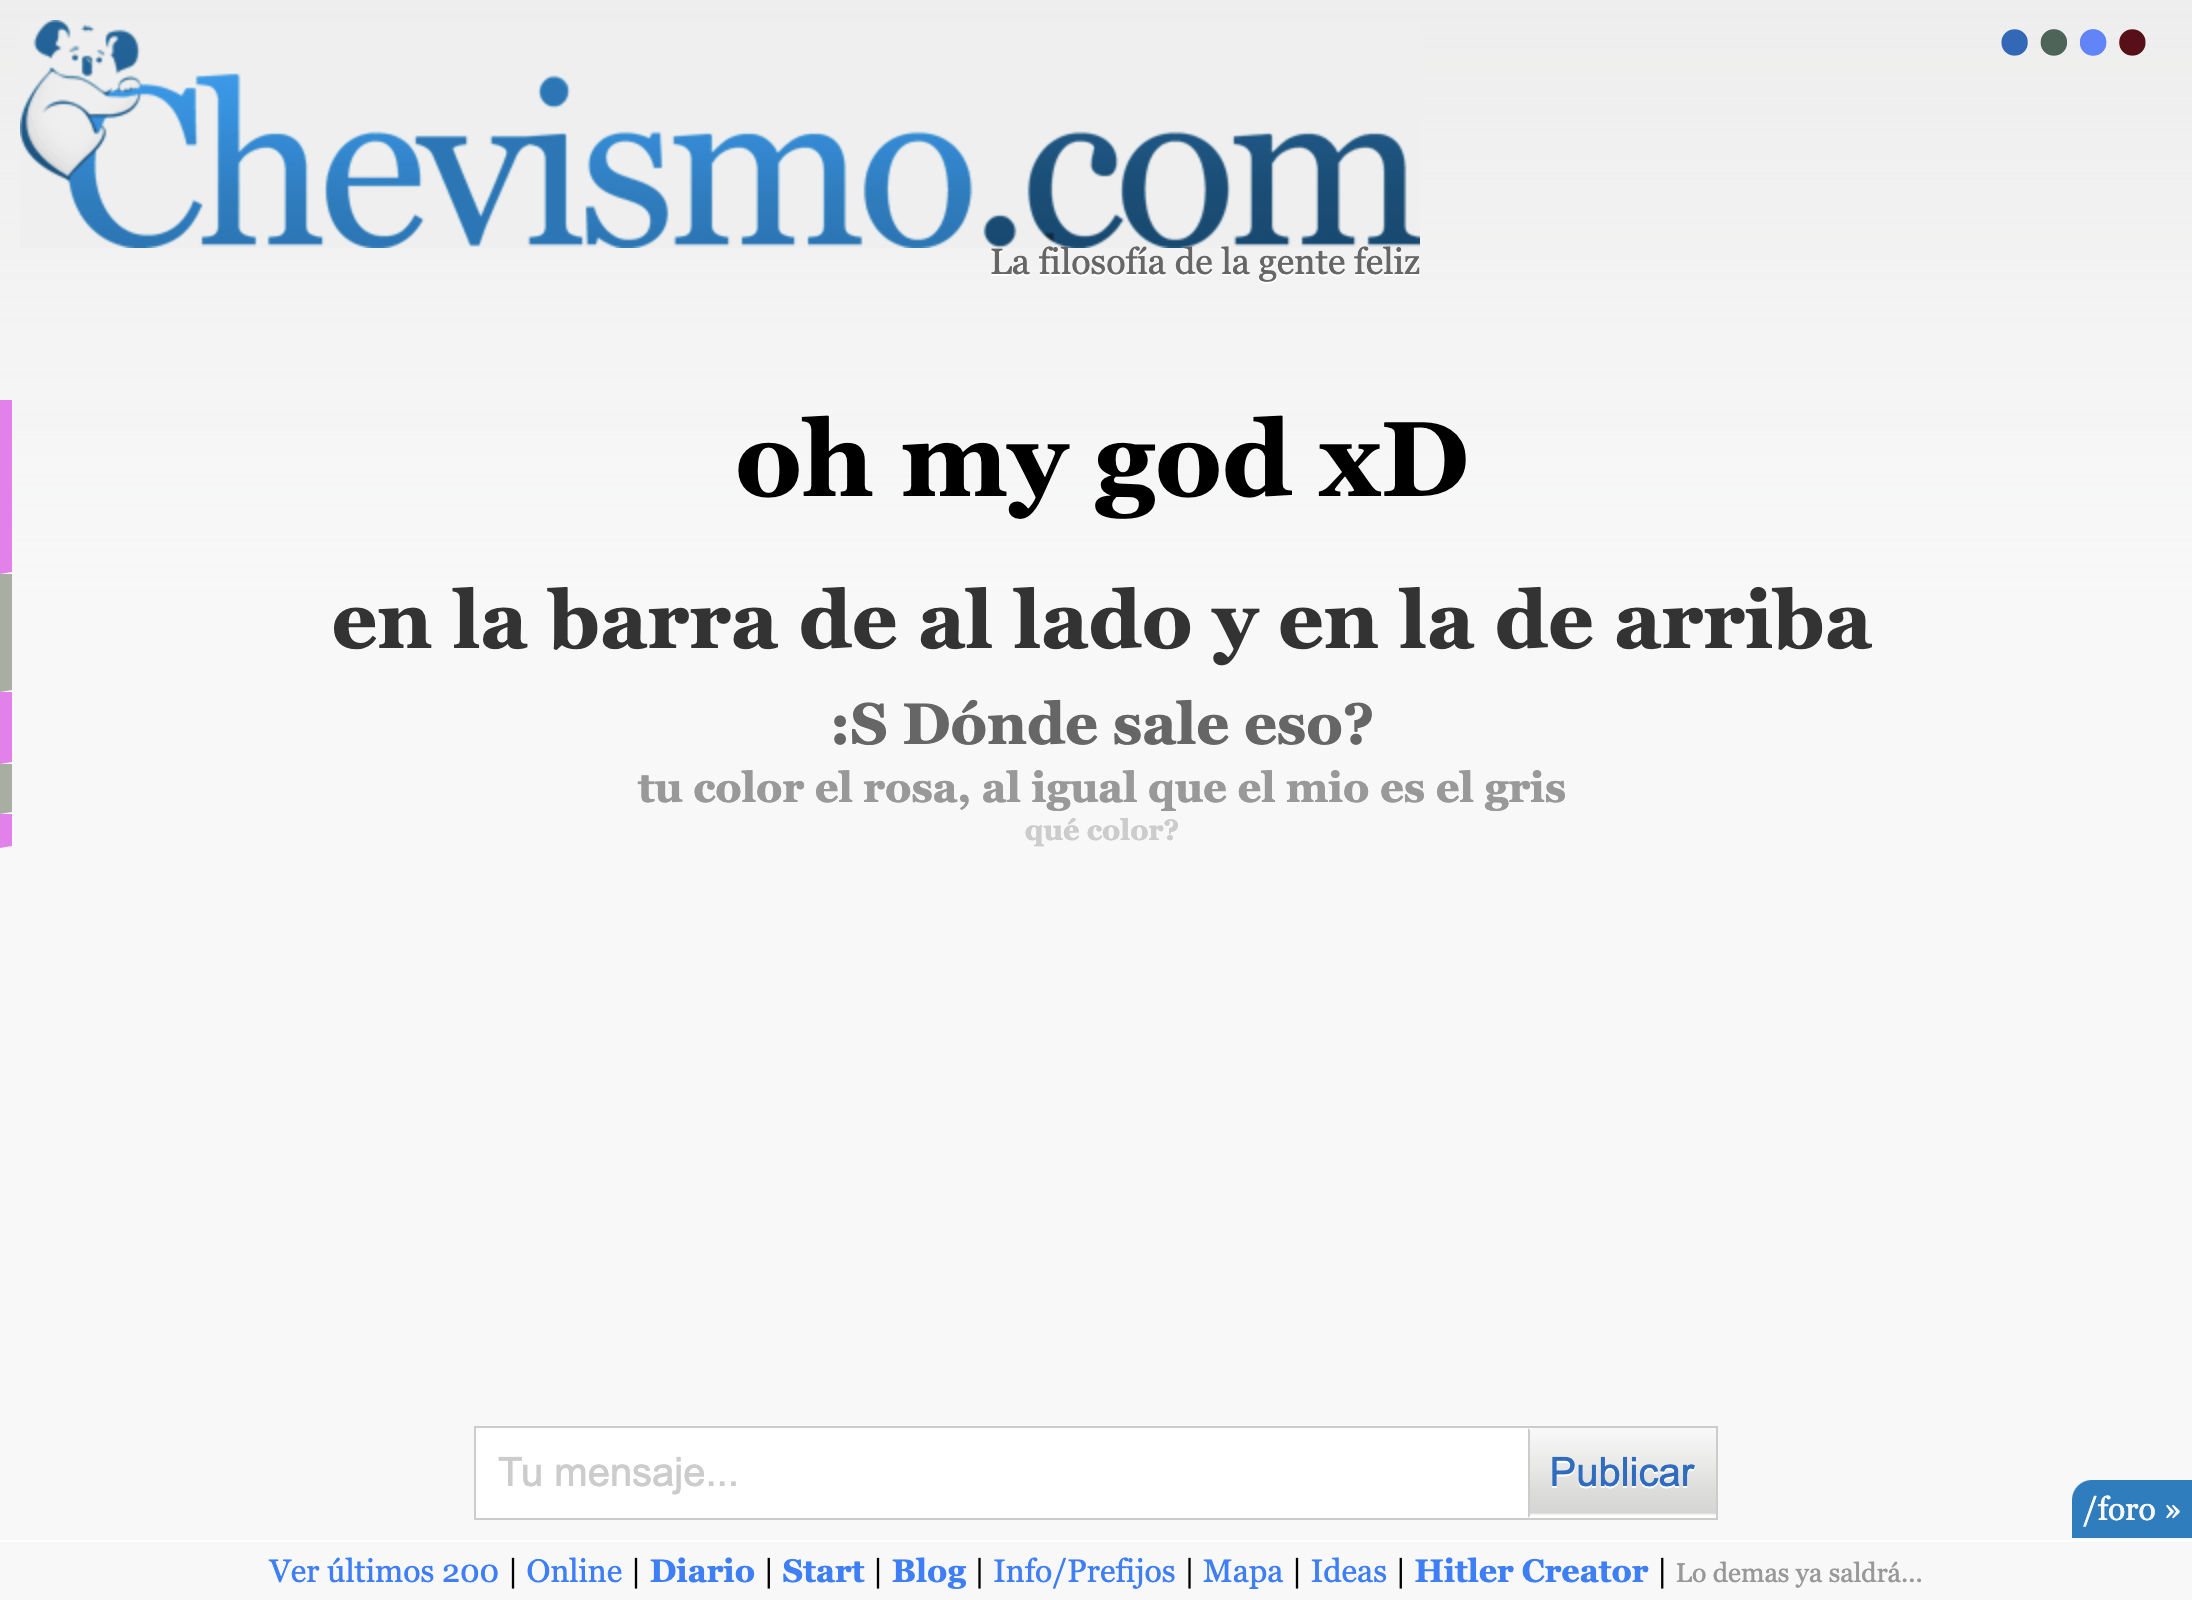 Chevismo.com
La filosofía de la gente feliz
oh my god xD
en la barra de al lado y en la de arriba
:S Dónde sale eso?
tu color el rosa, al igual que el mio es el gris
qué color?
Tu mensaje...
Publicar
/foro »
Ver últimos 200 | Online | Diario | Start | Blog | Info/Prefijos | Mapa | Ideas | Hitler Creator | Lo demas ya saldrá...